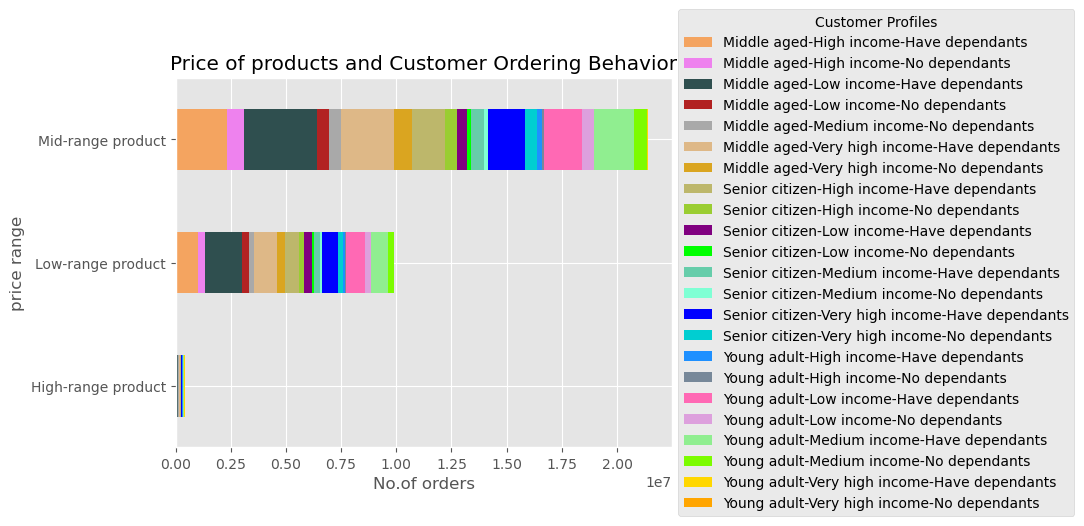 Price of products and Customer Ordering Behavior
price range
Mid-range product
Low-range product
High-range product
0.00 0.25 0.50 0.75 1.00 1.25 1.50 1.75 2.00
1e7
No.of orders
Customer Profiles
Middle aged-High income-Have dependants
Middle aged-High income-No dependants
Middle aged-Low income-Have dependants
Middle aged-Low income-No dependants
Middle aged-Medium income-No dependants
Middle aged-Very high income-Have dependants
Middle aged-Very high income-No dependants
Senior citizen-High income-Have dependants
Senior citizen-High income-No dependants
Senior citizen-Low income-Have dependants
Senior citizen-Low income-No dependants
Senior citizen-Medium income-Have dependants
Senior citizen-Medium income-No dependants
Senior citizen-Very high income-Have dependants
Senior citizen-Very high income-No dependants
Young adult-High income-Have dependants
Young adult-High income-No dependants
Young adult-Low income-Have dependants
Young adult-Low income-No dependants
Young adult-Medium income-Have dependants
Young adult-Medium income-No dependants
Young adult-Very high income-Have dependants
Young adult-Very high income-No dependants